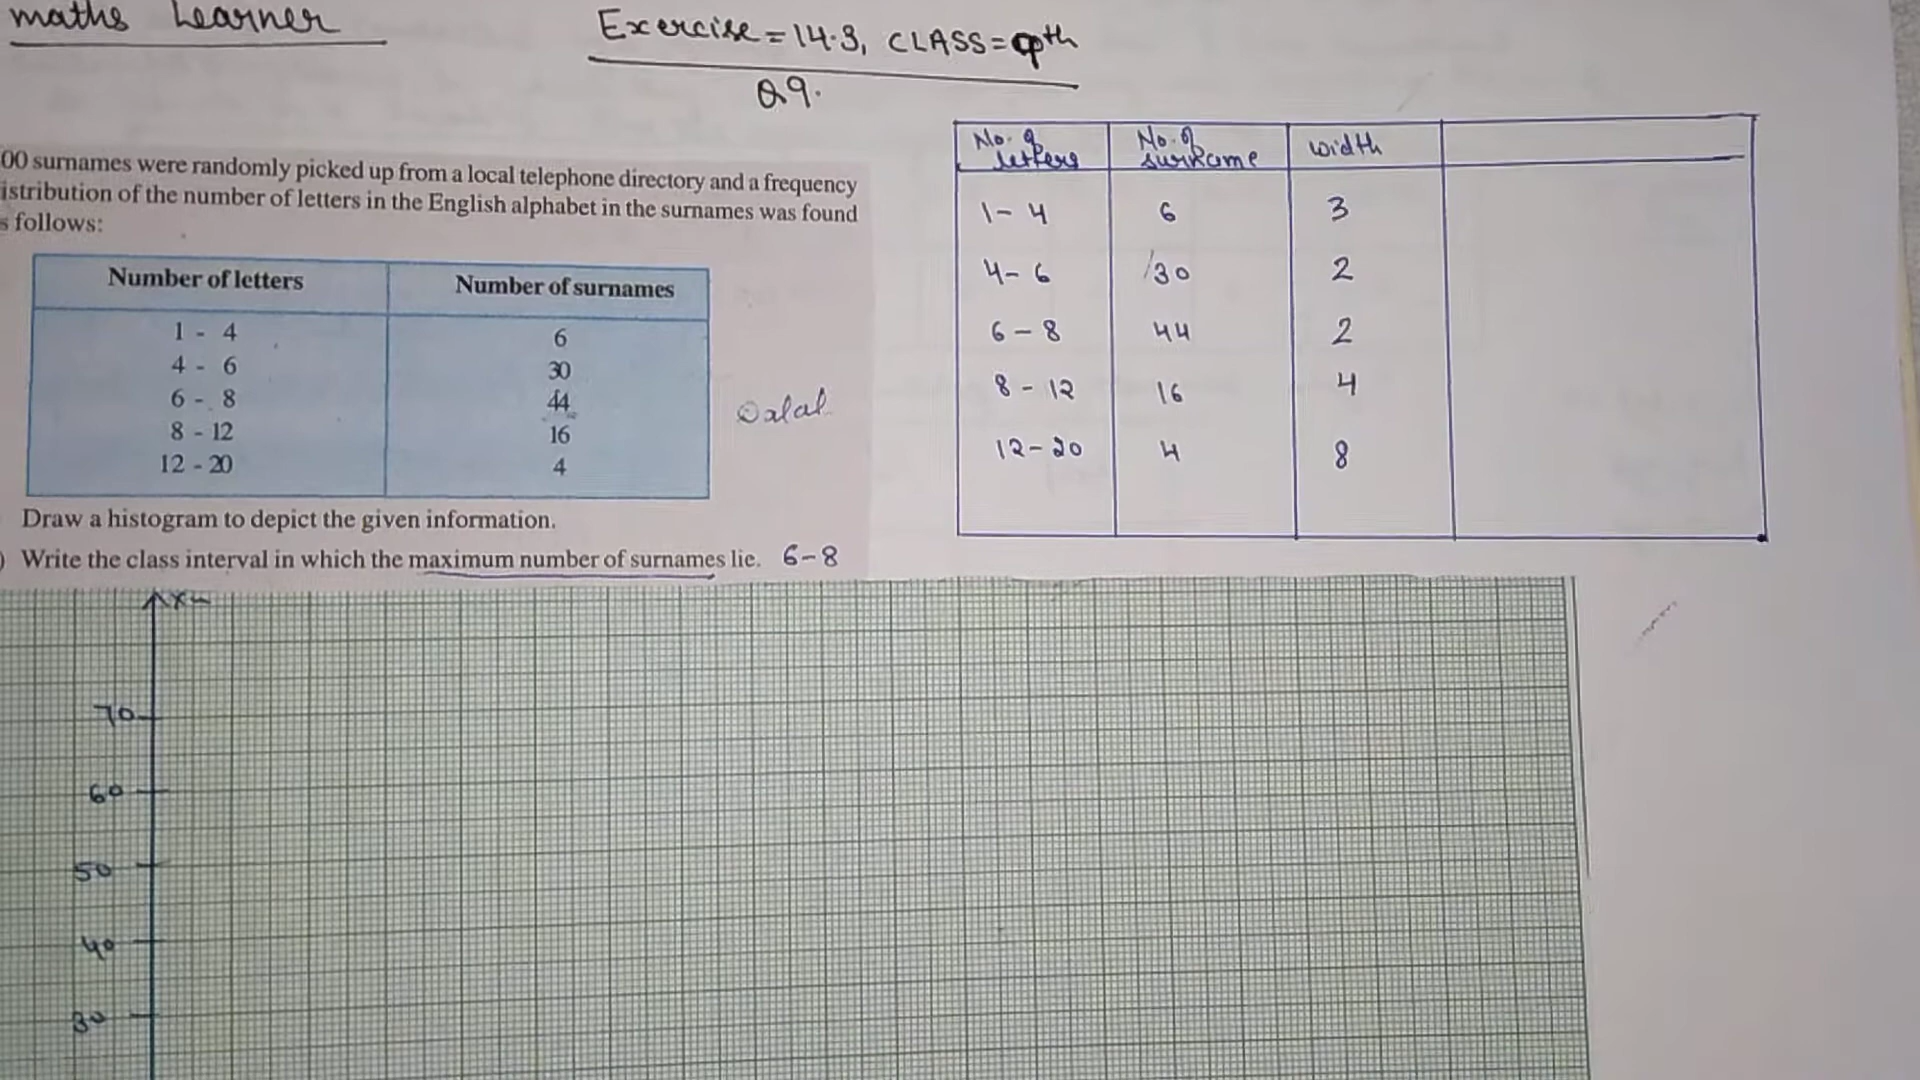 maths Learner
Exercise = 14.3, CLASS = 9th
Q9.
00 surnames were randomly picked up from a local telephone directory and a frequency
istribution of the number of letters in the English alphabet in the surnames was found
s follows:
Number of letters Number of surnames
1 - 4 6
4 - 6 30
6 - 8 44
8 - 12 16
12 - 20 4
Draw a histogram to depict the given information.
) Write the class interval in which the maximum number of surnames lie. 6-8
No. of letters No. of surname width
1-4 6 3
4-6 30 2
6-8 44 2
8-12 16 4
12-20 4 8
70
60
50
40
30